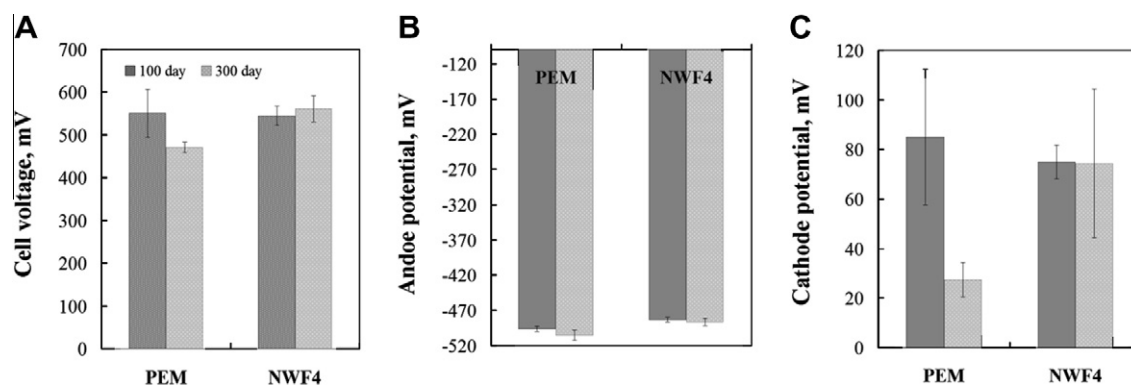 A
Cell voltage, mV
700
600
500
400
300
200
100
0
100 day 300 day
PEM NWF4
B
Andoe potential, mV
-120
-170
-220
-270
-320
-370
-420
-470
-520
PEM NWF4
C
Cathode potential, mV
120
100
80
60
40
20
0
PEM NWF4